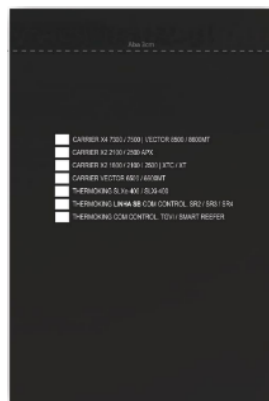 CARRIER X4 7300 / 7500 | VECTOR 8500 / 8600MT
CARRIER X2 2100 / 2500 APX
CARRIER X2 1800 / 2100 | 2500 | XTC / XT
CARRIER VECTOR 6500 / 6600MT
THERMOKING SLXe-400 / SLXi-400
THERMOKING LINHA SB COM CONTROL. SR2 / SR3 / SR4
THERMOKING COM CONTROL. TCVI / SMART REEFER